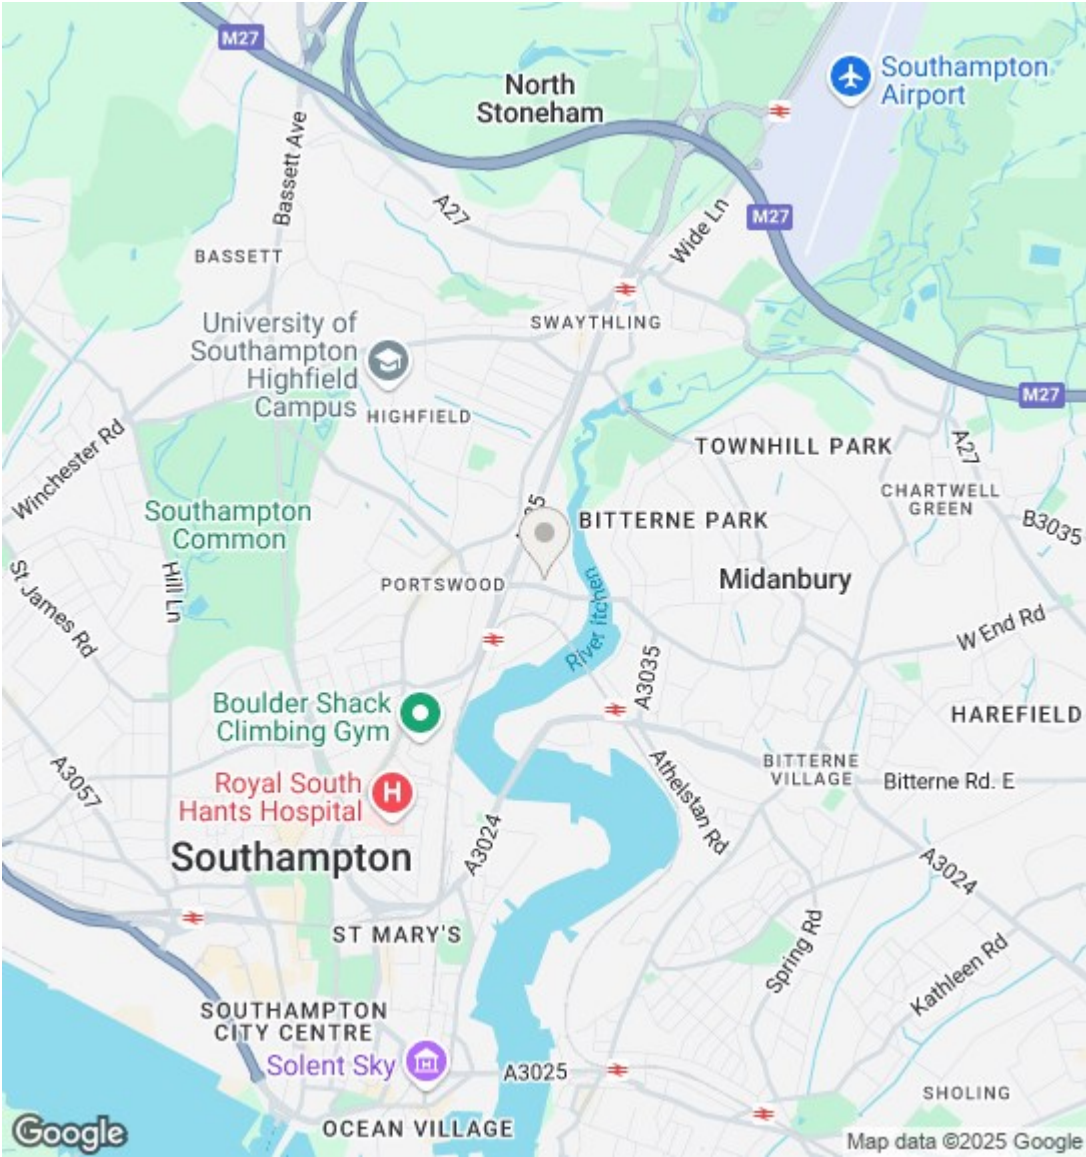 M27
North
Stoneham
Southampton
Airport
Bassett Ave
A27
Wide Ln
M27
BASSETT
University of
Southampton
Highfield
Campus
SWAYTHLING
HIGHFIELD
M27
Winchester Rd
TOWNHILL PARK
A27
CHARTWELL
GREEN
B3035
Southampton
Common
BITTERNE PARK
St James Rd
Hill Ln
PORTSWOOD
River Itchen
Midanbury
W End Rd
A3035
Boulder Shack
Climbing Gym
HAREFIELD
A3057
Royal South
Hants Hospital
BITTERNE
VILLAGE
Bitterne Rd. E
Athelstan Rd
A3024
Southampton
A3024
ST MARY'S
Spring Rd
Kathleen Rd
SOUTHAMPTON
CITY CENTRE
Solent Sky
A3025
SHOLING
OCEAN VILLAGE
Google
Map data ©2025 Google